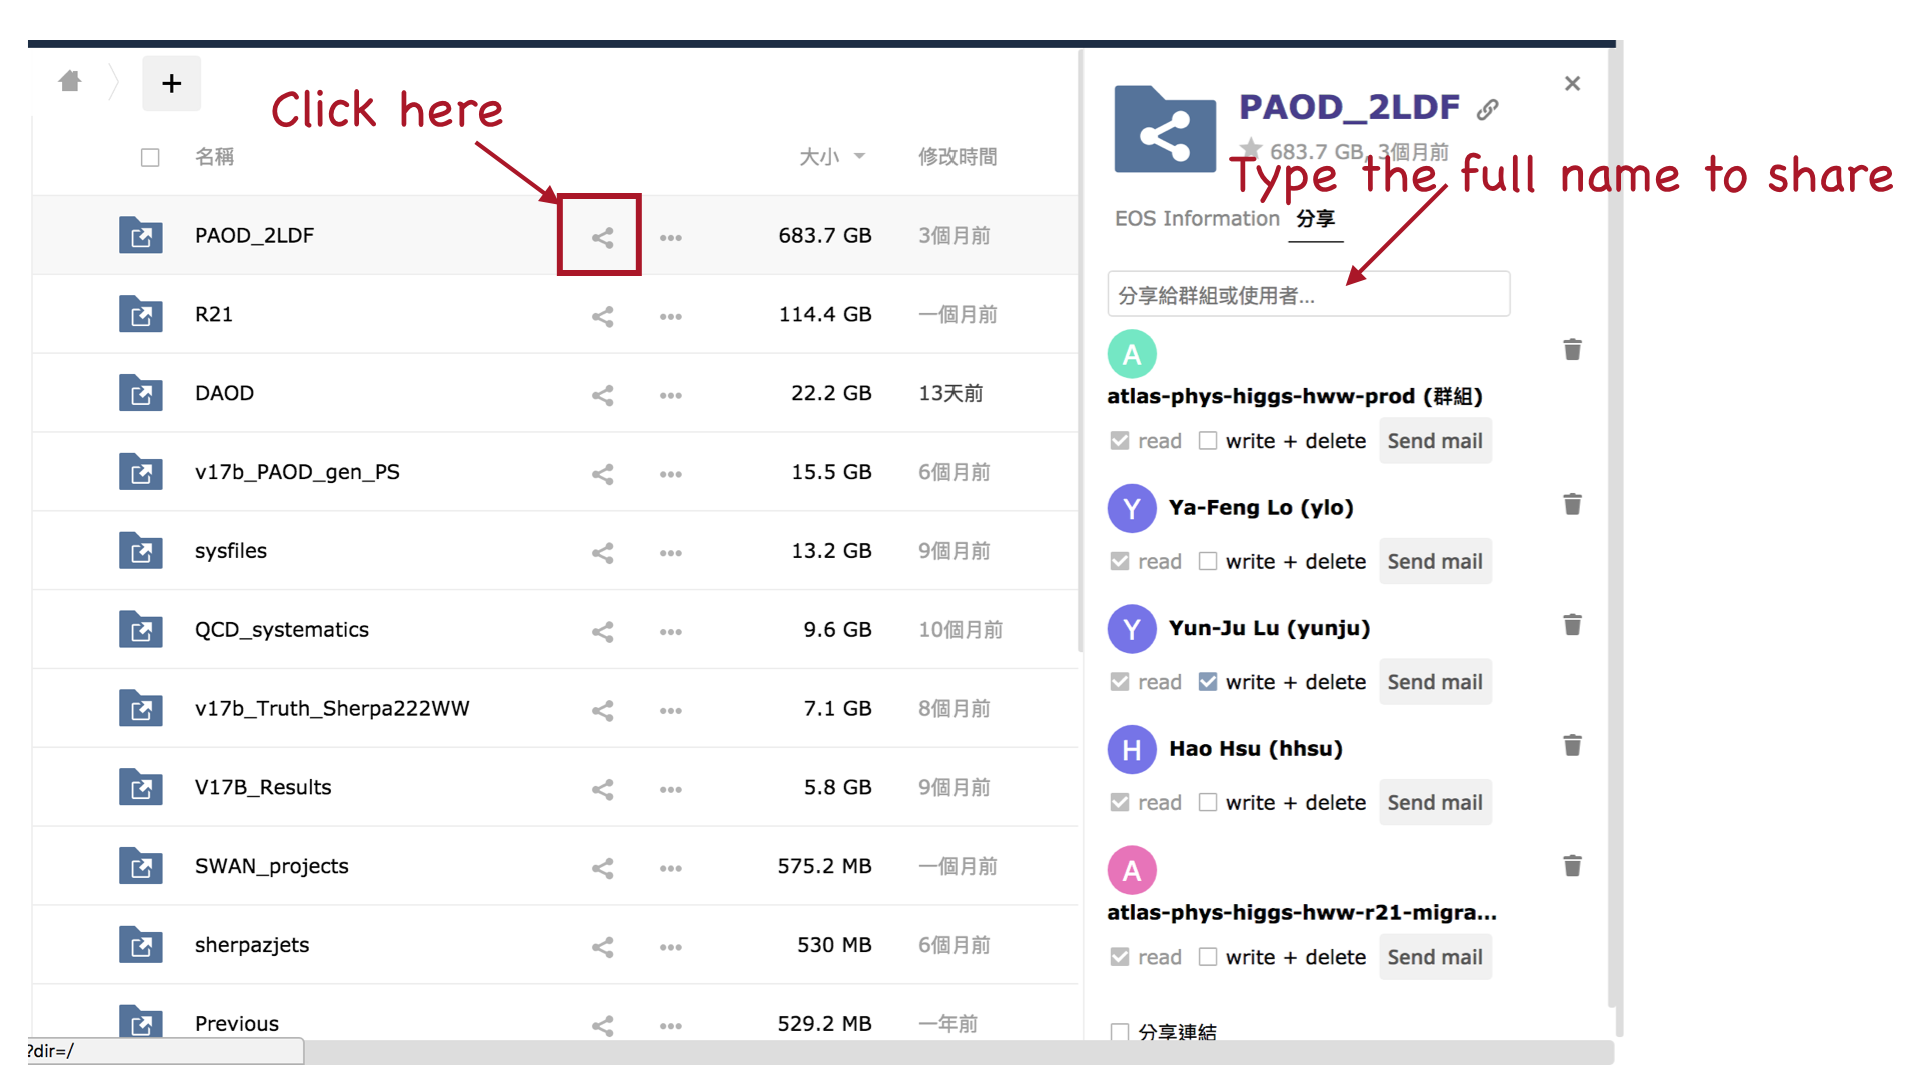 Click here
名稱
大小
修改時間
PAOD_2LDF
683.7 GB
3個月前
R21
114.4 GB
一個月前
DAOD
22.2 GB
13天前
v17b_PAOD_gen_PS
15.5 GB
6個月前
sysfiles
13.2 GB
9個月前
QCD_systematics
9.6 GB
10個月前
v17b_Truth_Sherpa222WW
7.1 GB
8個月前
V17B_Results
5.8 GB
9個月前
SWAN_projects
575.2 MB
一個月前
sherpazjets
530 MB
6個月前
Previous
529.2 MB
一年前
?dir=/
PAOD_2LDF
683.7 GB, 3個月前
Type the full name to share
EOS Information 分享
分享給群組或使用者...
A
atlas-phys-higgs-hww-prod (群組)
read write + delete Send mail
Y Ya-Feng Lo (ylo)
read write + delete Send mail
Y Yun-Ju Lu (yunju)
read write + delete Send mail
H Hao Hsu (hhsu)
read write + delete Send mail
A
atlas-phys-higgs-hww-r21-migra...
read write + delete Send mail
分享連結